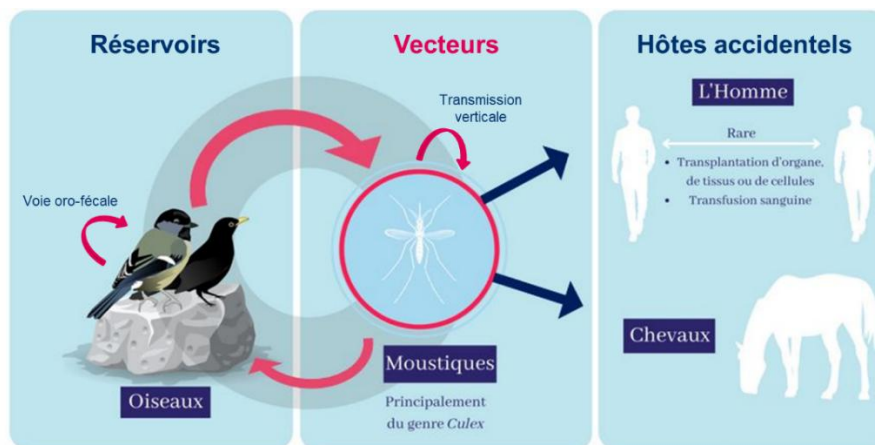 Réservoirs
Voie oro-fécale
Oiseaux
Vecteurs
Transmission
verticale
Moustiques
Principalement
du genre Culex
Hôtes accidentels
L'Homme
Rare
• Transplantation d'organe,
de tissus ou de cellules
• Transfusion sanguine
Chevaux